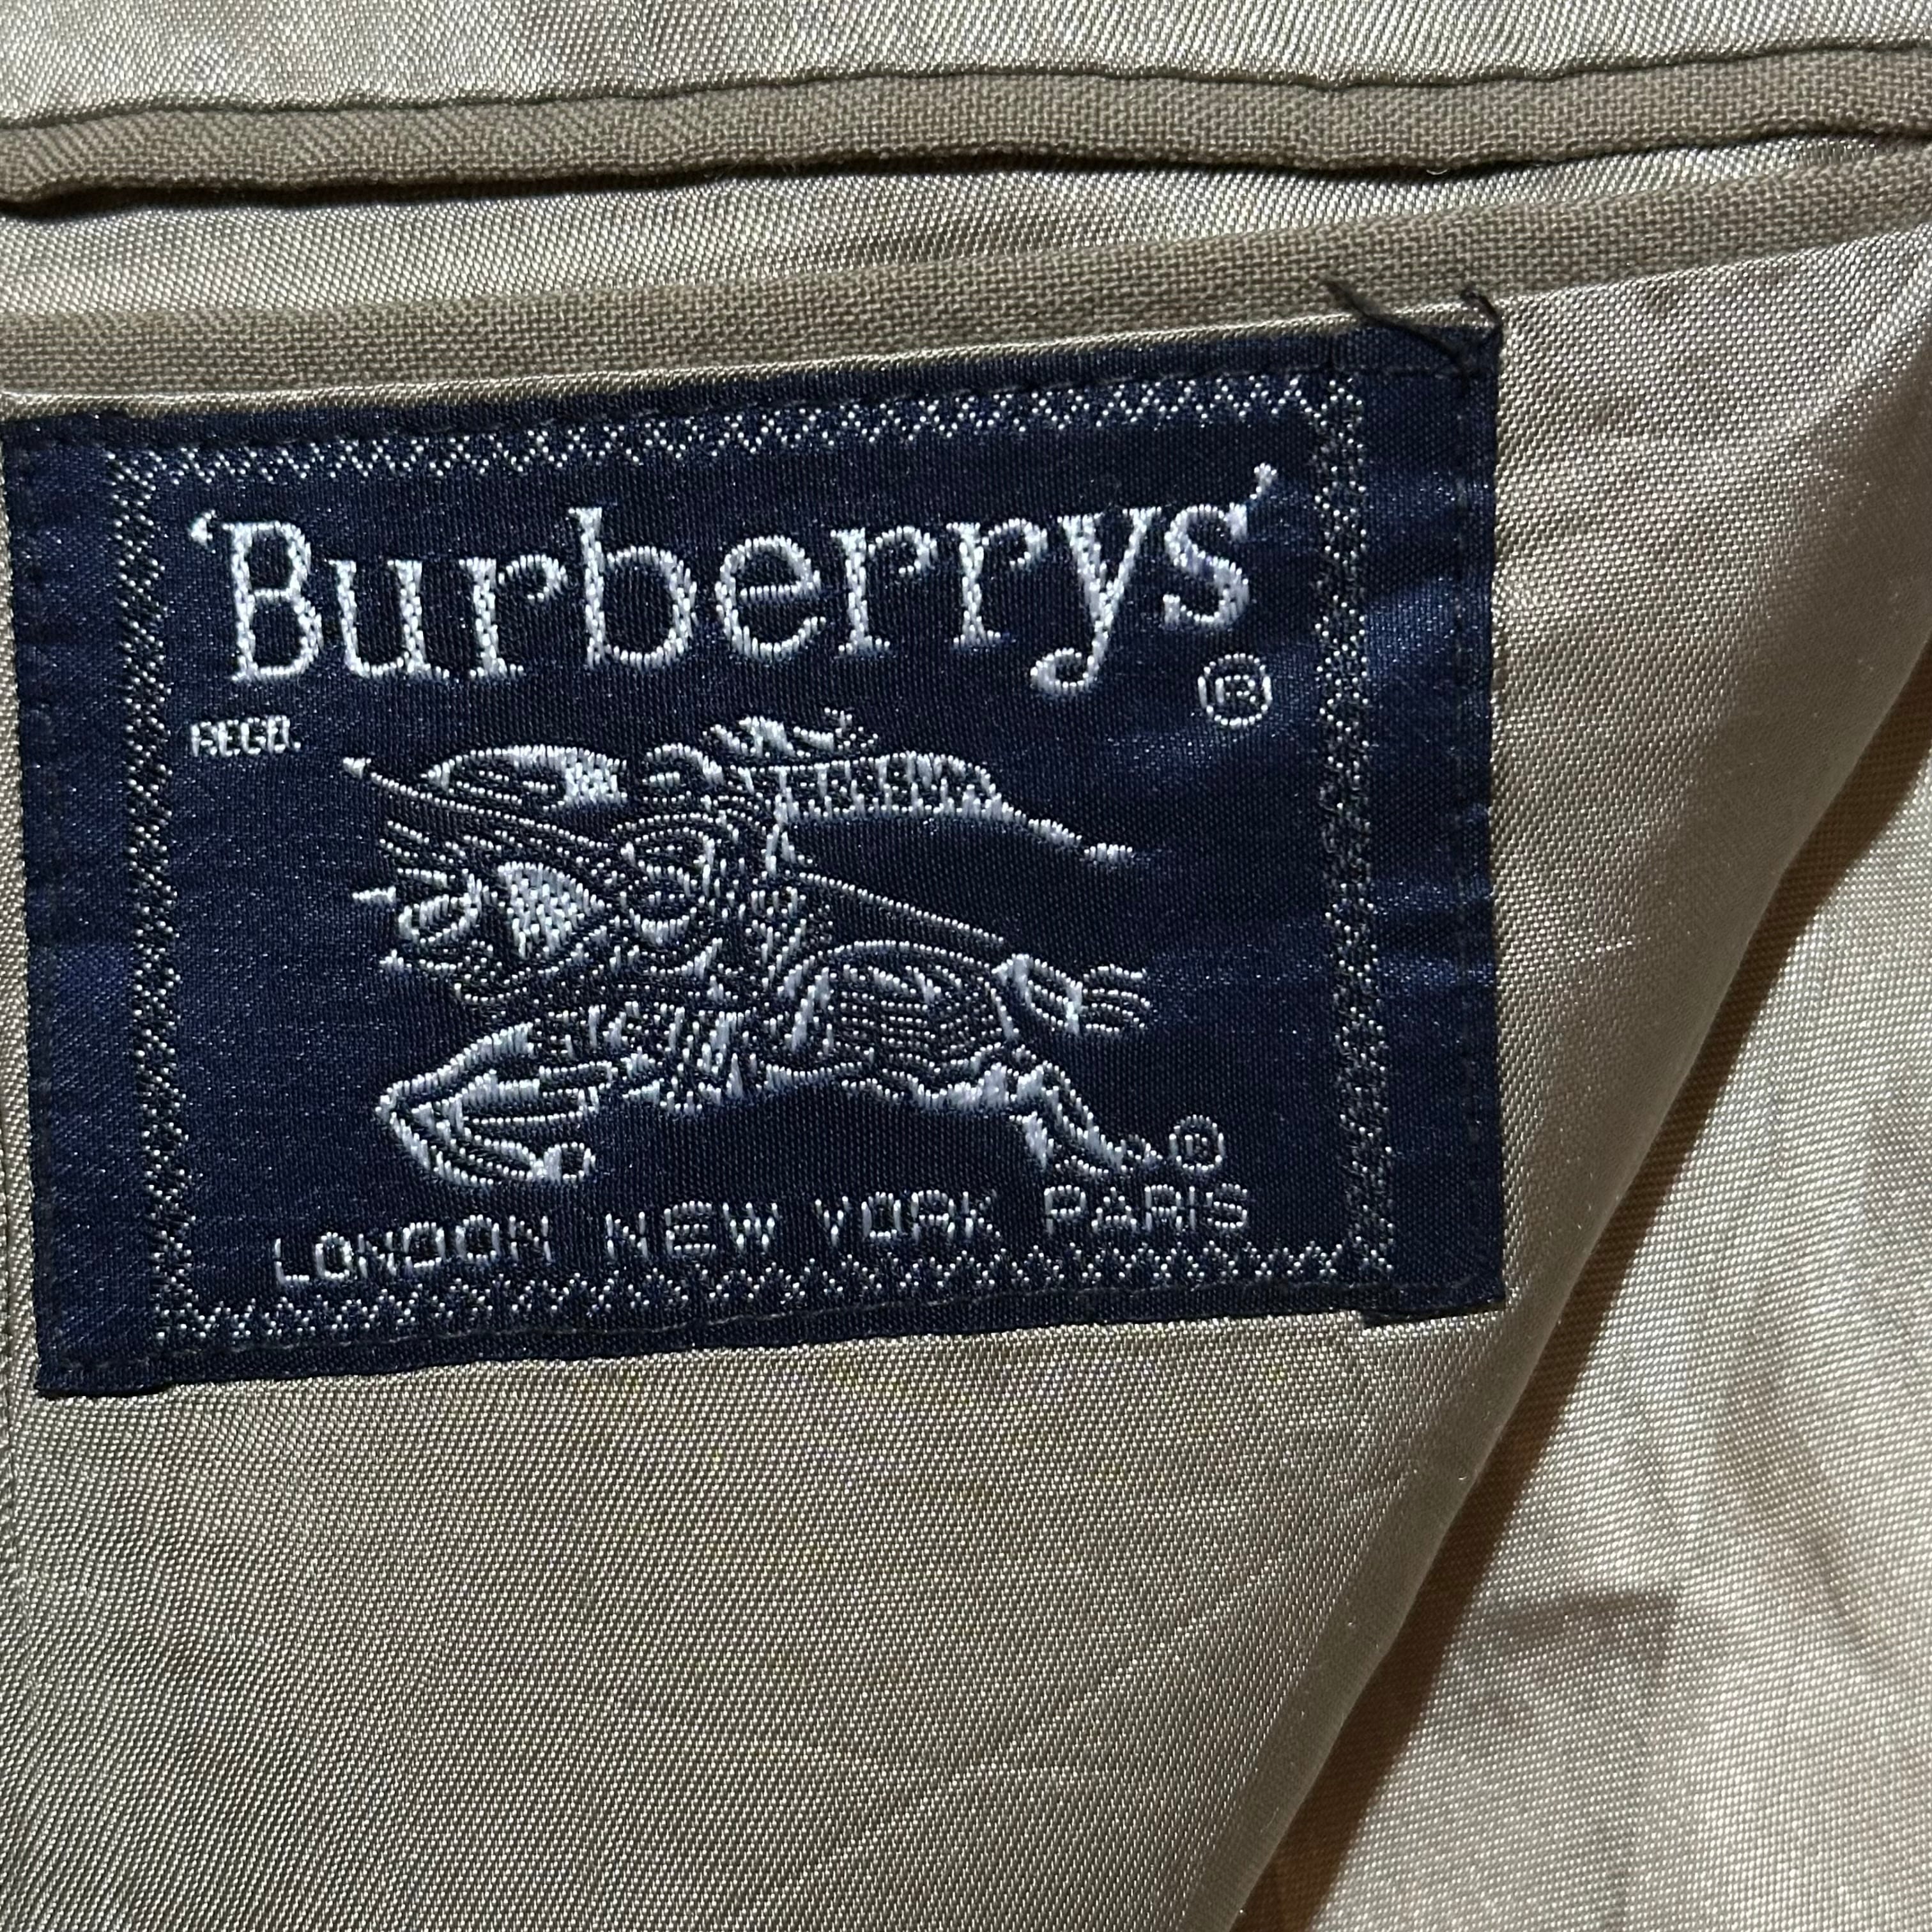 'Burberrys'
®
REGD.
®
LONDON NEW YORK PARIS